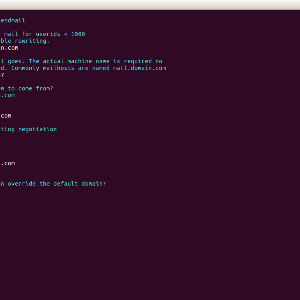 endmail
mail for userids < 1000
ble rewriting.
n.com
l goes. The actual machine name is required no
d. Commonly mailhosts are named mail.domain.com
7
m to come from?
.com
com
ting negotiation
.com
n override the default domain?